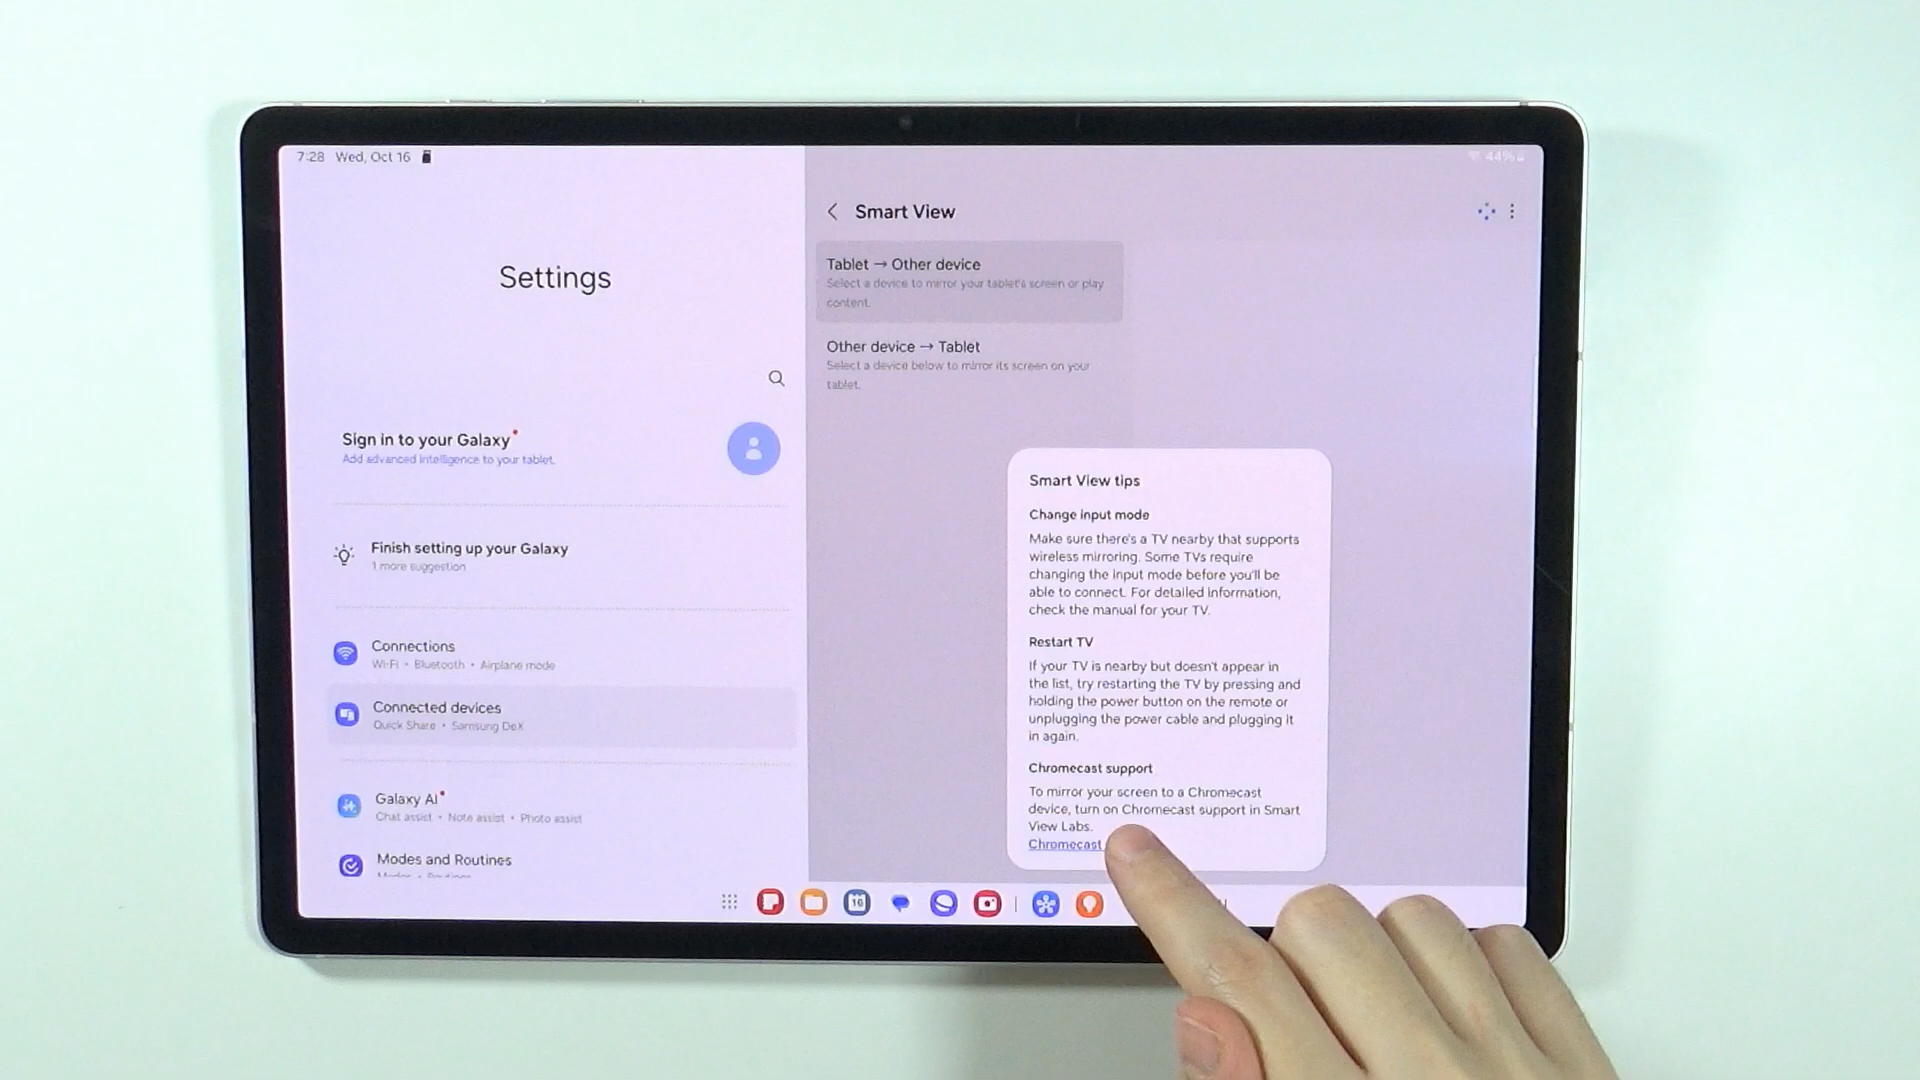 7:28 Wed, Oct 16
44%
Settings
Sign in to your Galaxy
Add advanced intelligence to your tablet.
Finish setting up your Galaxy
1 more suggestion
Connections
Wi-Fi • Bluetooth • Airplane mode
Connected devices
Quick Share • Samsung DeX
Galaxy AI
Chat assist • Note assist • Photo assist
Modes and Routines
Modes • Routines
Smart View
Tablet → Other device
Select a device to mirror your tablet's screen or play
content.
Other device → Tablet
Select a device below to mirror its screen on your
tablet.
Smart View tips
Change input mode
Make sure there's a TV nearby that supports
wireless mirroring. Some TVs require
changing the input mode before you'll be
able to connect. For detailed information,
check the manual for your TV.
Restart TV
If your TV is nearby but doesn't appear in
the list, try restarting the TV by pressing and
holding the power button on the remote or
unplugging the power cable and plugging it
in again.
Chromecast support
To mirror your screen to a Chromecast
device, turn on Chromecast support in Smart
View Labs.
Chromecast
16